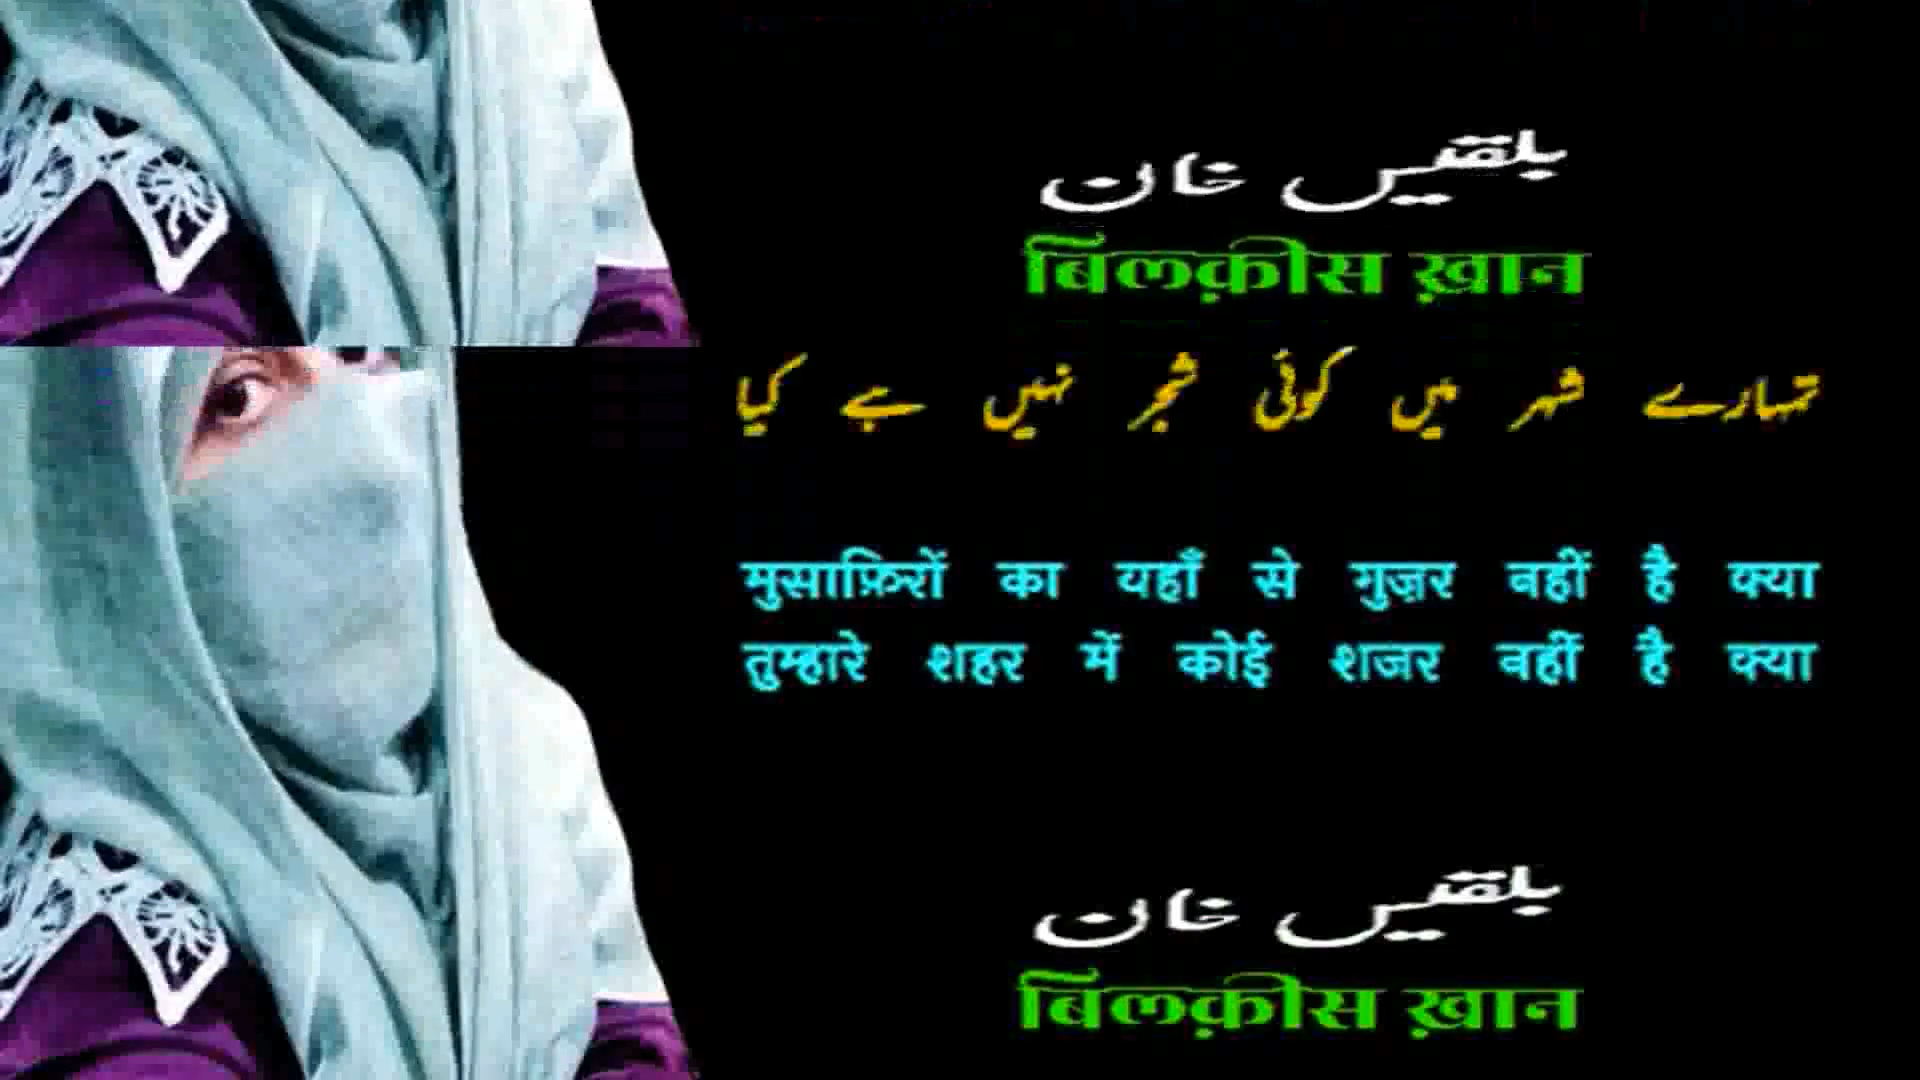 بلقیس خان
बिलक़ीस ख़ान
تمہارے شہر میں کوئی شجر نہیں ہے کیا
मुसाफ़िरों का यहाँ से गुज़र नहीं है क्या
तुम्हारे शहर में कोई शजर नहीं है क्या
بلقیس خان
बिलक़ीस ख़ान